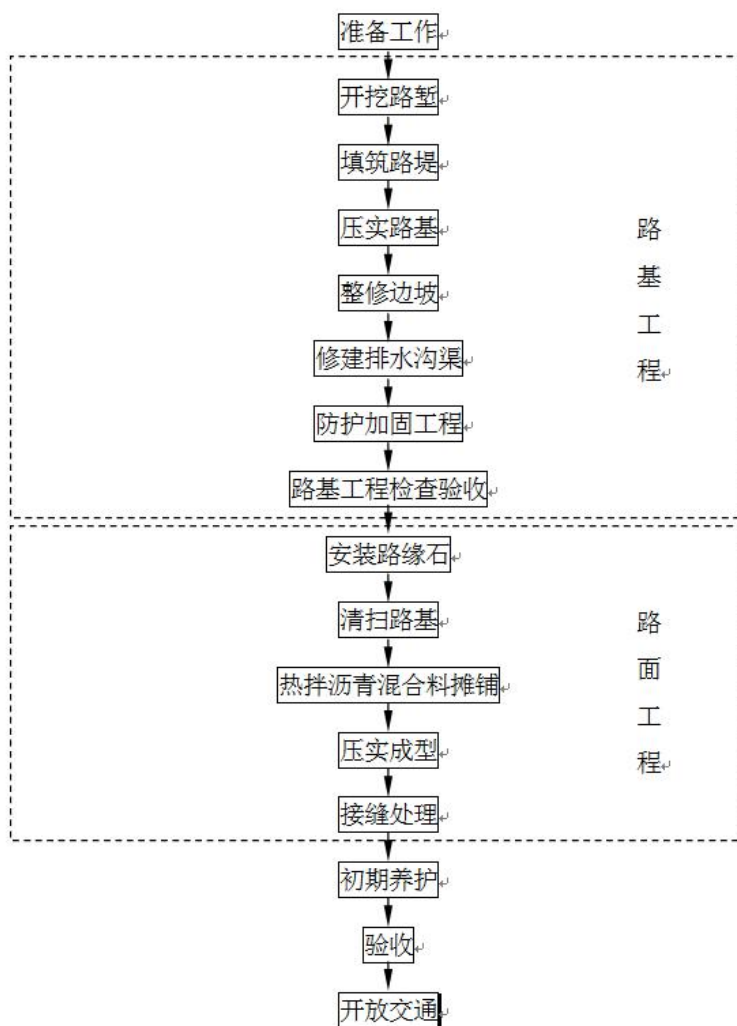 准备工作
开挖路堑
填筑路堤
压实路基
整修边坡
修建排水沟渠
防护加固工程
路基工程检查验收
路
基
工
程
安装路缘石
清扫路基
热拌沥青混合料摊铺
压实成型
接缝处理
路
面
工
程
初期养护
验收
开放交通